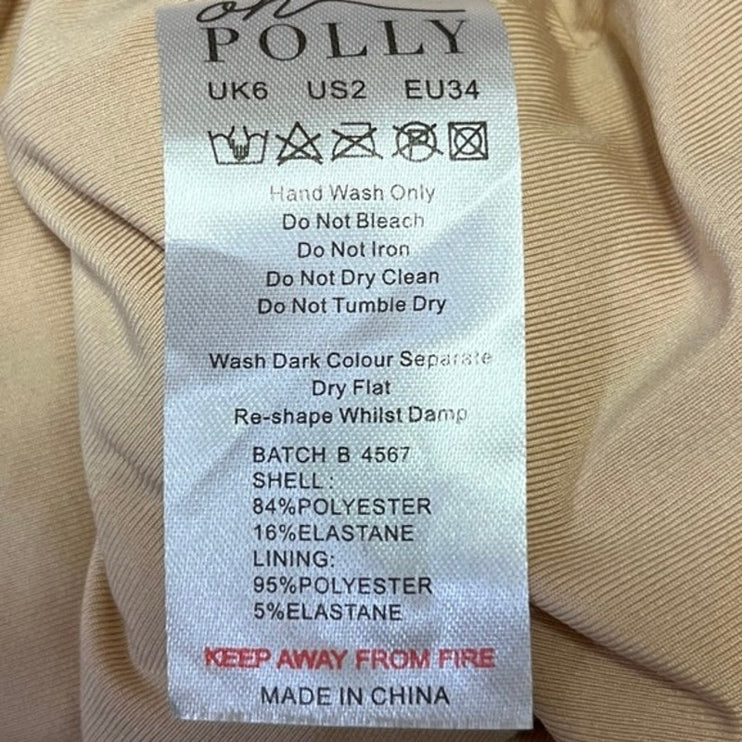 oh
POLLY
UK6 US2 EU34
Hand Wash Only
Do Not Bleach
Do Not Iron
Do Not Dry Clean
Do Not Tumble Dry
Wash Dark Colour Separate
Dry Flat
Re-shape Whilst Damp
BATCH B 4567
SHELL:
84%POLYESTER
16%ELASTANE
LINING:
95%POLYESTER
5%ELASTANE
KEEP AWAY FROM FIRE
MADE IN CHINA